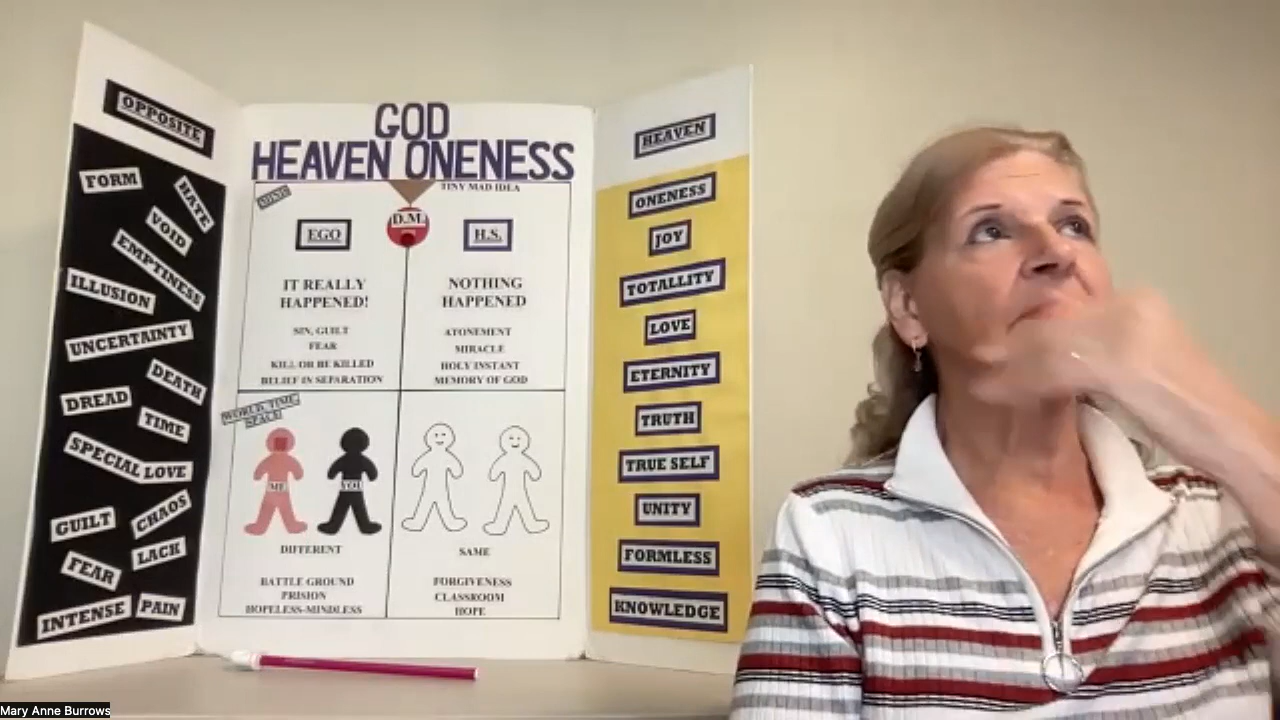 OPPOSITE
FORM
HATE
VOID
EMPTINESS
ILLUSION
UNCERTAINTY
DEATH
DREAD
TIME
SPECIAL LOVE
CHAOS
GUILT
LACK
FEAR
INTENSE PAIN
GOD
HEAVEN ONENESS
MIND
TINY MAD IDEA
D.M.
EGO
H.S.
IT REALLY
HAPPENED!
SIN, GUILT
FEAR
KILL OR BE KILLED
BELIEF IN SEPARATION
NOTHING
HAPPENED
ATONEMENT
MIRACLE
HOLY INSTANT
MEMORY OF GOD
WORLD, TIME,
SPACE
ME
YOU
DIFFERENT
BATTLE GROUND
PRISION
HOPELESS-MINDLESS
SAME
FORGIVENESS
CLASSROOM
HOPE
HEAVEN
ONENESS
JOY
TOTALLITY
LOVE
ETERNITY
TRUTH
TRUE SELF
UNITY
FORMLESS
KNOWLEDGE
Mary Anne Burrows